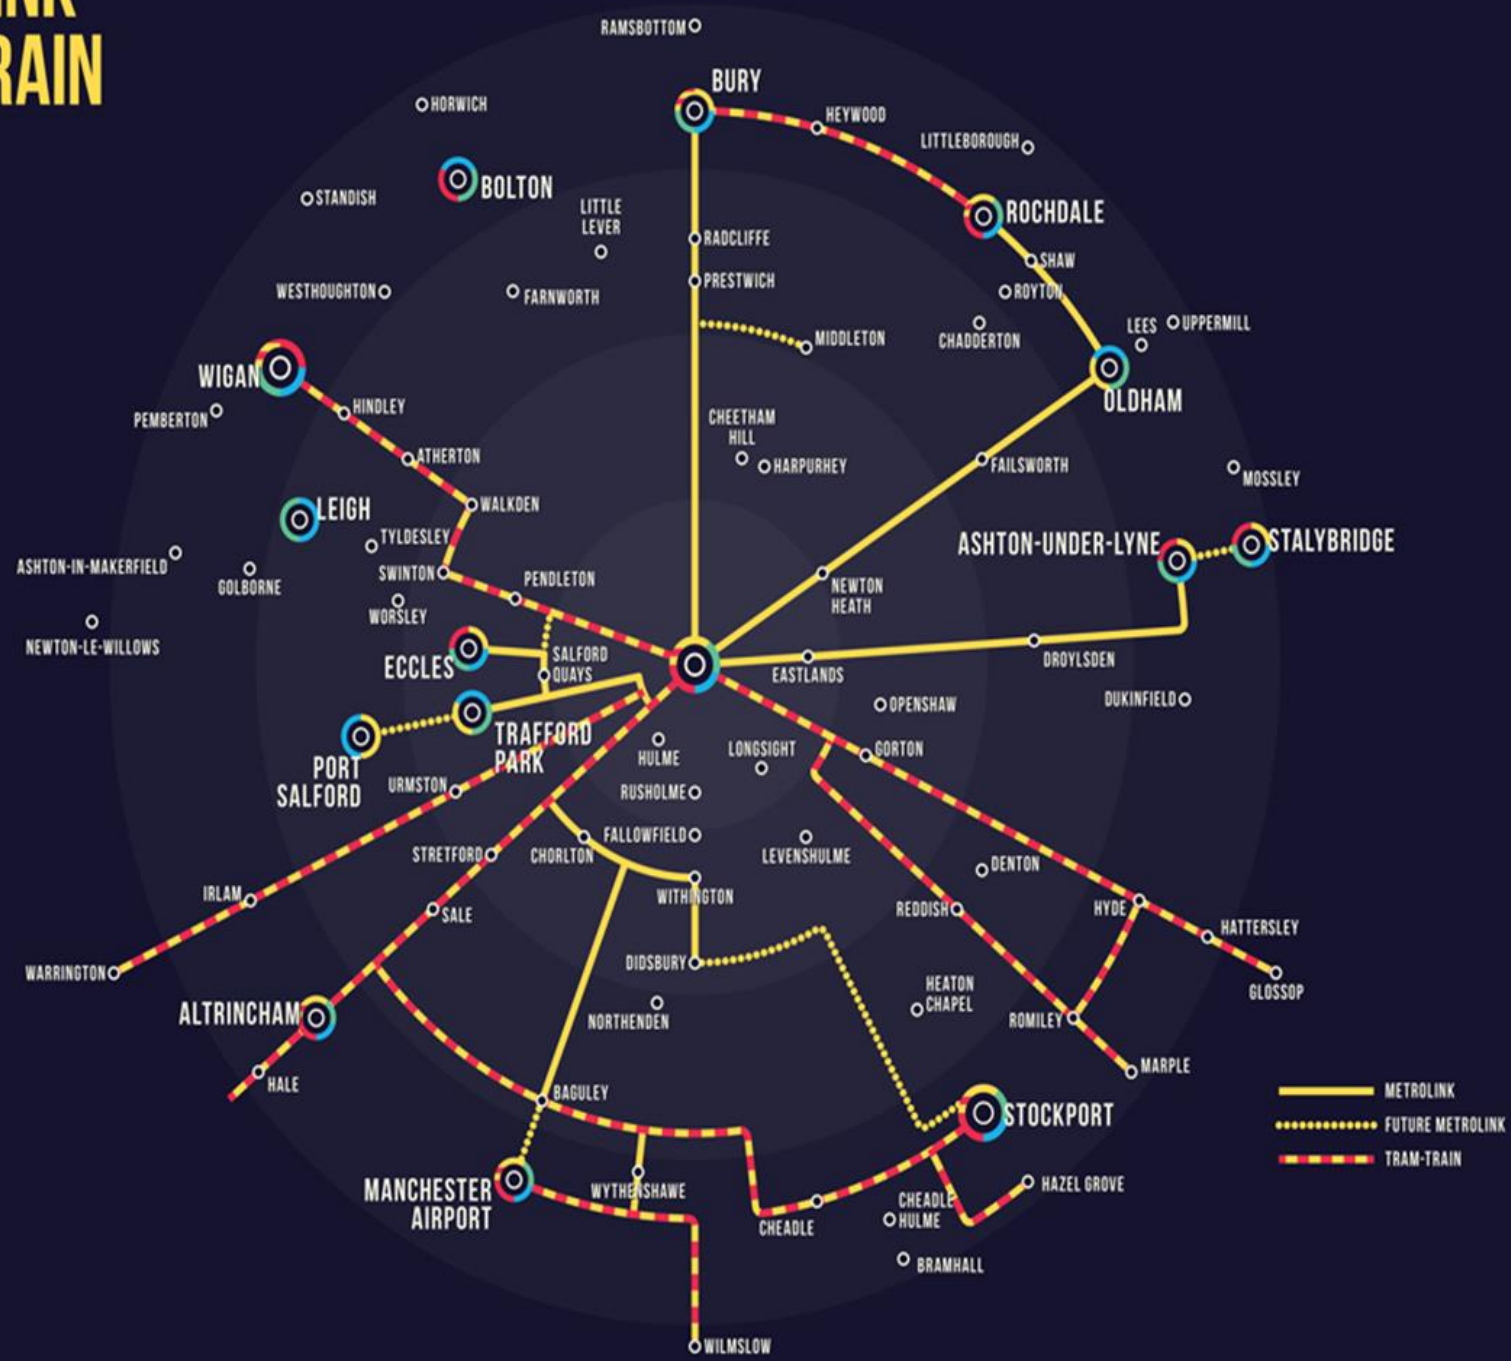 RAIN
RAMSBOTTOM
BURY
HORWICH
HEYWOOD
LITTLEBOROUGH
BOLTON
STANDISH
LITTLE
LEVER
ROCHDALE
RADCLIFFE
SHAW
PRESTWICH
WESTHOUGHTON
FARNWORTH
ROYTON
MIDDLETON
CHADDERTON
LEES
UPPERMILL
WIGAN
OLDHAM
PEMBERTON
HINDLEY
CHEETHAM
HILL
HARPURHEY
ATHERTON
FAILSWORTH
MOSSLEY
LEIGH
WALKDEN
TYLDESLEY
ASHTON-UNDER-LYNE
STALYBRIDGE
ASHTON-IN-MAKERFIELD
GOLBORNE
SWINTON
PENDLETON
NEWTON
HEATH
WORSLEY
NEWTON-LE-WILLOWS
ECCLES
SALFORD
QUAYS
EASTLANDS
DROYLSDEN
DUKINFIELD
OPENSHAW
TRAFFORD
PARK
PORT
SALFORD
HULME
LONGSIGHT
GORTON
URMSTON
RUSHOLME
STRETFORD
CHORLTON
FALLOWFIELD
LEVENSHULME
DENTON
IRLAM
SALE
WITHINGTON
REDDISH
HYDE
HATTERSLEY
WARRINGTON
DIDSBURY
GLOSSOP
ALTRINCHAM
NORTHENDEN
HEATON
CHAPEL
ROMILEY
HALE
BAGULEY
MARPLE
STOCKPORT
METROLINK
FUTURE METROLINK
TRAM-TRAIN
MANCHESTER
AIRPORT
WYTHENSHAWE
HAZEL GROVE
CHEADLE
CHEADLE
HULME
BRAMHALL
WILMSLOW